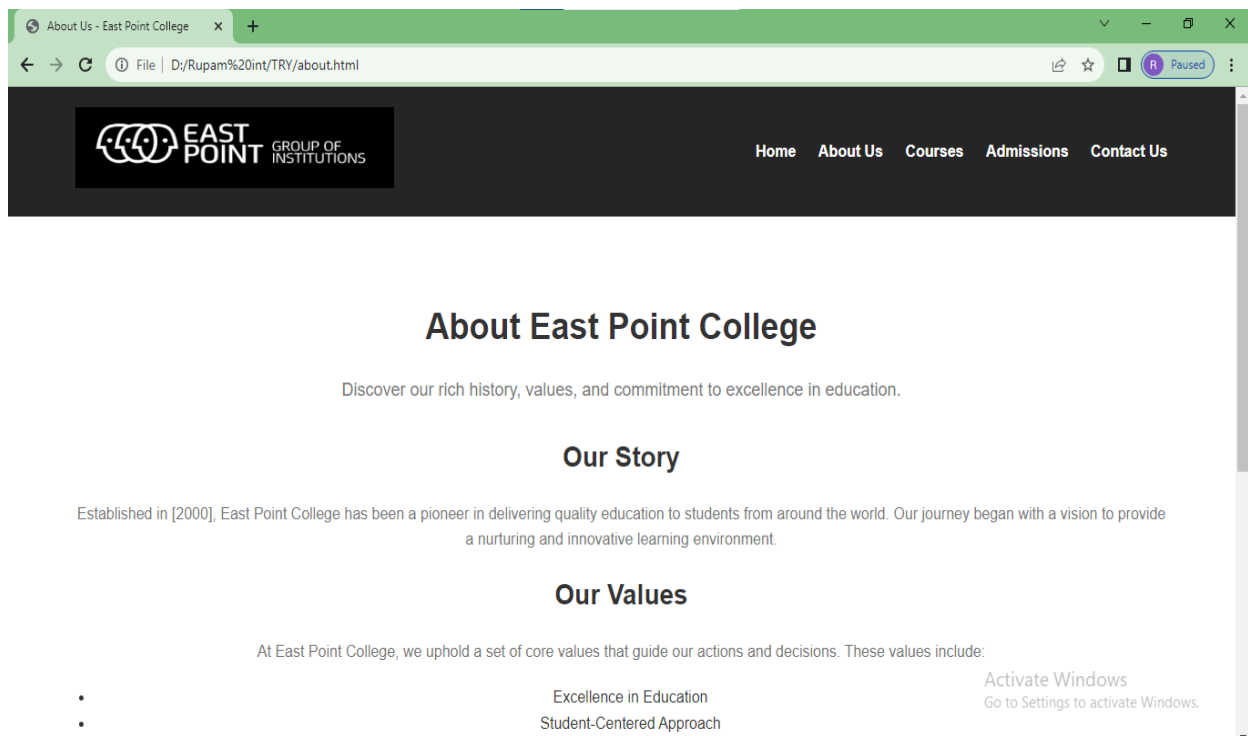 About Us - East Point College
File | D:/Rupam%20int/TRY/about.html
R Paused
EAST
POINT GROUP OF
INSTITUTIONS
Home About Us Courses Admissions Contact Us
About East Point College
Discover our rich history, values, and commitment to excellence in education.
Our Story
Established in [2000], East Point College has been a pioneer in delivering quality education to students from around the world. Our journey began with a vision to provide
a nurturing and innovative learning environment.
Our Values
At East Point College, we uphold a set of core values that guide our actions and decisions. These values include:
• Excellence in Education
• Student-Centered Approach
Activate Windows
Go to Settings to activate Windows.